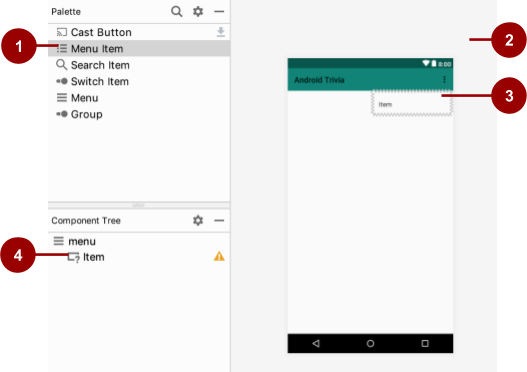 Palette
Cast Button
Menu Item
Search Item
Switch Item
Menu
Group
1
2
8:00
Android Trivia
Item
3
Component Tree
menu
Item
4